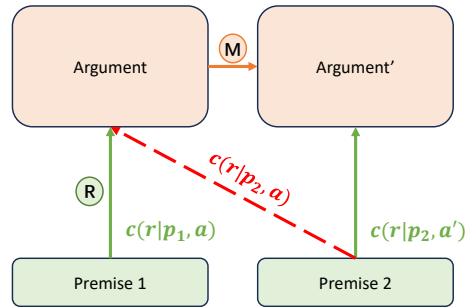 Argument
M
Argument’
R
c(r|p₂, a)
c(r|p₁, a)
c(r|p₂, a′)
Premise 1
Premise 2